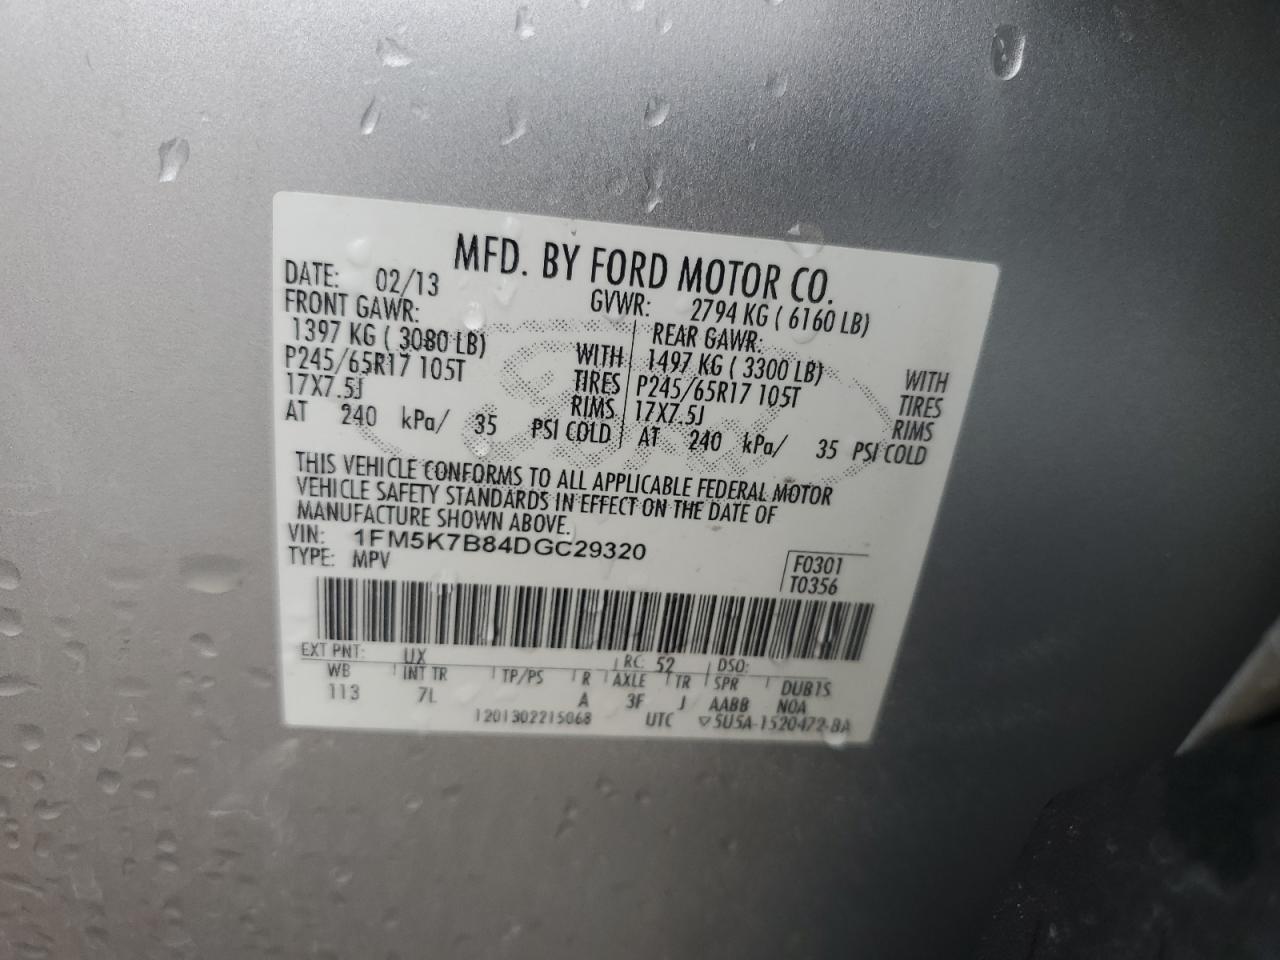 MFD. BY FORD MOTOR CO.
DATE: 02/13 GVWR: 2794 KG ( 6160 LB)
FRONT GAWR: REAR GAWR:
1397 KG ( 3080 LB) WITH 1497 KG ( 3300 LB) WITH
P245/65R17 105T TIRES P245/65R17 105T TIRES
17X7.5J RIMS 17X7.5J RIMS
AT 240 kPa/ 35 PSI COLD AT 240 kPa/ 35 PSI COLD
THIS VEHICLE CONFORMS TO ALL APPLICABLE FEDERAL MOTOR
VEHICLE SAFETY STANDARDS IN EFFECT ON THE DATE OF
MANUFACTURE SHOWN ABOVE.
VIN: 1FM5K7B84DGC29320
TYPE: MPV
F0301
T0356
EXT PNT: UX RC: 52 DSO:
WB INT TR TP/PS R AXLE TR SPR DUB1S
113 7L A 3F J AABB N0A
1201302215068 UTC ▽5U5A-1520472-BA